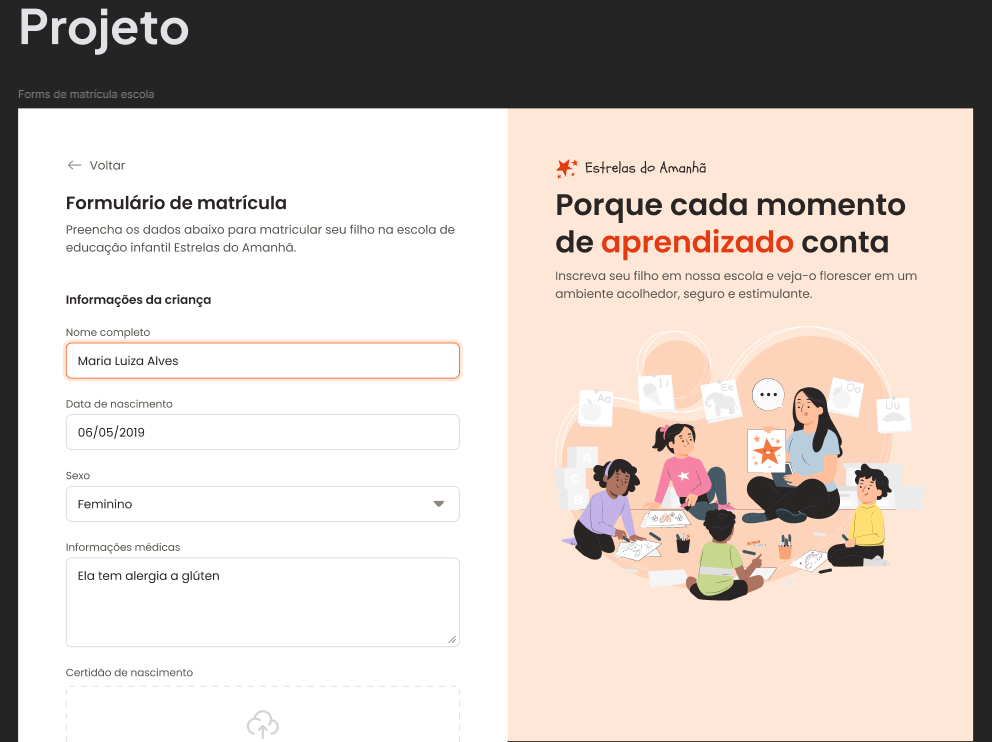 Projeto
Forms de matrícula escola
Voltar
Formulário de matrícula
Preencha os dados abaixo para matricular seu filho na escola de
educação infantil Estrelas do Amanhã.
Informações da criança
Nome completo
Maria Luiza Alves
Data de nascimento
06/05/2019
Sexo
Feminino
Informações médicas
Ela tem alergia a glúten
Certidão de nascimento
Estrelas do Amanhã
Porque cada momento
de aprendizado conta
Inscreva seu filho em nossa escola e veja-o florescer em um
ambiente acolhedor, seguro e estimulante.
Aa
Ii
Ee
Oo
Uu
A
C
B